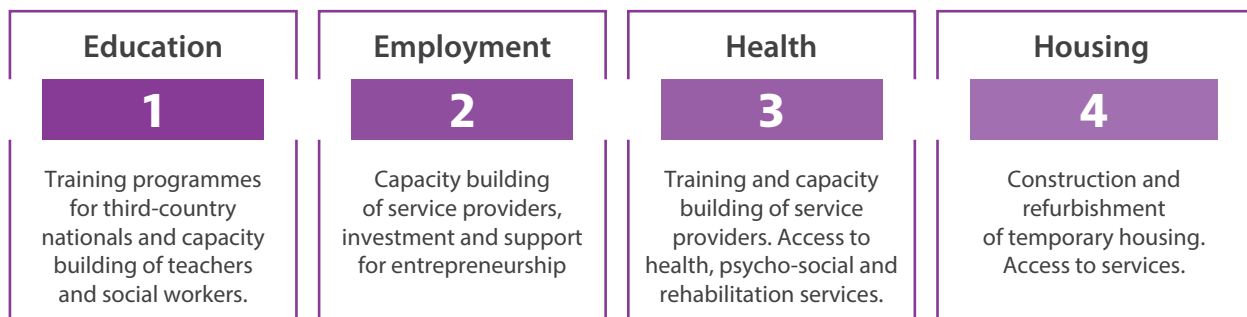 Education
1
Training programmes
for third-country
nationals and capacity
building of teachers
and social workers.
Employment
2
Capacity building
of service providers,
investment and support
for entrepreneurship
Health
3
Training and capacity
building of service
providers. Access to
health, psycho-social and
rehabilitation services.
Housing
4
Construction and
refurbishment
of temporary housing.
Access to services.